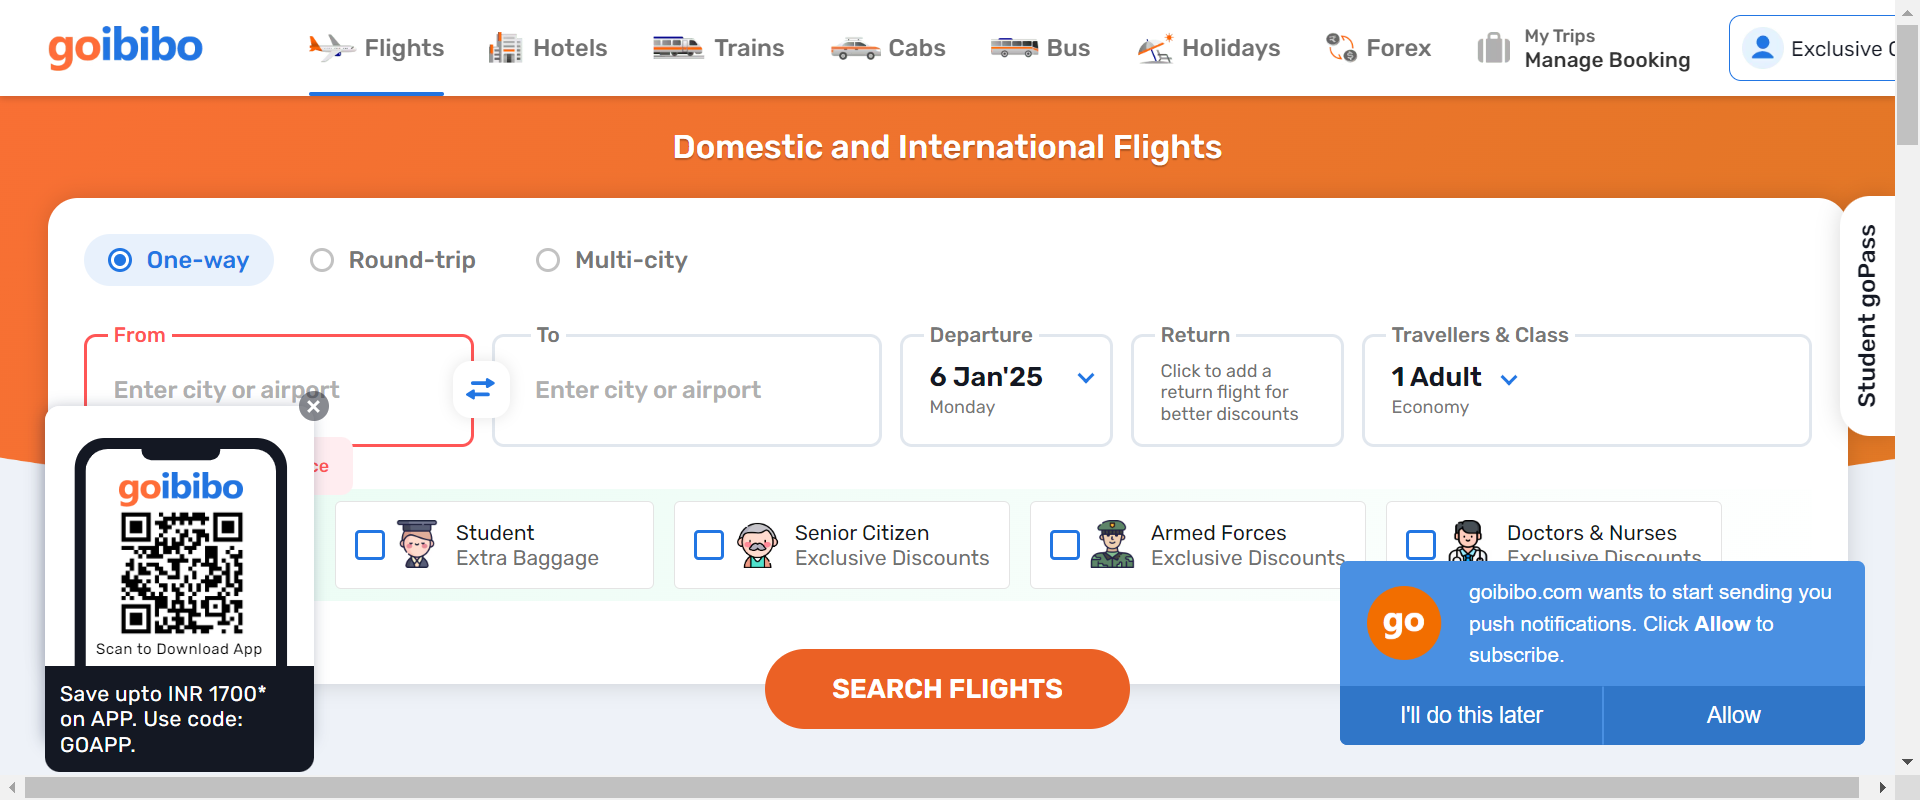 goibibo
Flights
Hotels
Trains
Cabs
Bus
Holidays
Forex
My Trips
Manage Booking
Exclusive
Domestic and International Flights
One-way
Round-trip
Multi-city
Student goPass
From
Enter city or airport
To
Enter city or airport
Departure
6 Jan'25
Monday
Return
Click to add a
return flight for
better discounts
Travellers & Class
1 Adult
Economy
goibibo
Scan to Download App
Save upto INR 1700*
on APP. Use code:
GOAPP.
Student
Extra Baggage
Senior Citizen
Exclusive Discounts
Armed Forces
Exclusive Discounts
Doctors & Nurses
Exclusive Discounts
SEARCH FLIGHTS
go
goibibo.com wants to start sending you
push notifications. Click Allow to
subscribe.
I'll do this later
Allow